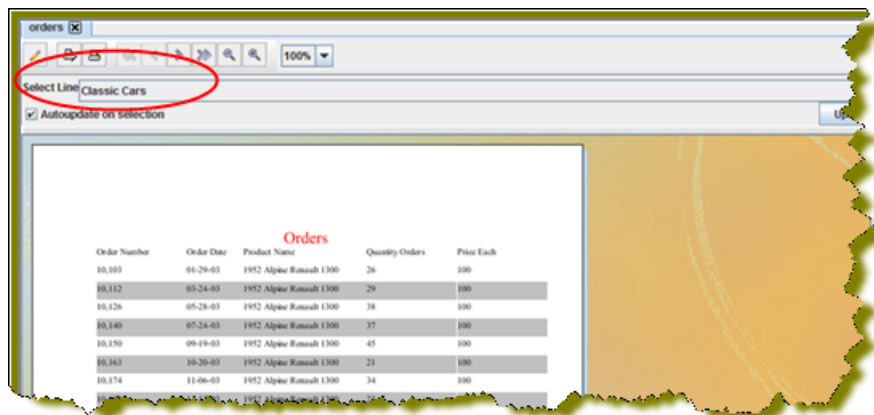 orders
100%
Select Line Classic Cars
Autoupdate on selection
Orders
Order Number Order Date Product Name Quantity Orders Price Each
10,103 01-29-03 1952 Alpine Renault 1300 26 100
10,112 03-24-03 1952 Alpine Renault 1300 29 100
10,126 05-28-03 1952 Alpine Renault 1300 38 100
10,140 07-24-03 1952 Alpine Renault 1300 37 100
10,150 09-19-03 1952 Alpine Renault 1300 45 100
10,163 10-20-03 1952 Alpine Renault 1300 21 100
10,174 11-06-03 1952 Alpine Renault 1300 34 100